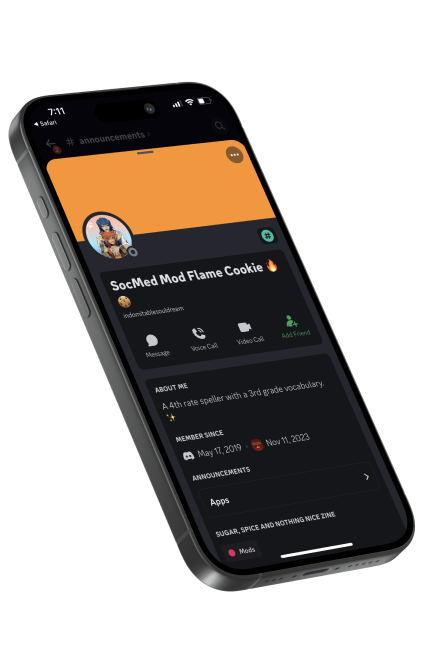 7:11
◀ Safari
# announcements ›
SocMed Mod Flame Cookie 🔥
🍪
indomitablesouldream
Message
Voice Call
Video Call
Add Friend
ABOUT ME
A 4th rate speller with a 3rd grade vocabulary.
✨
MEMBER SINCE
May 17, 2019 • Nov 11, 2023
ANNOUNCEMENTS
Apps
SUGAR, SPICE AND NOTHING NICE ZINE
Mods